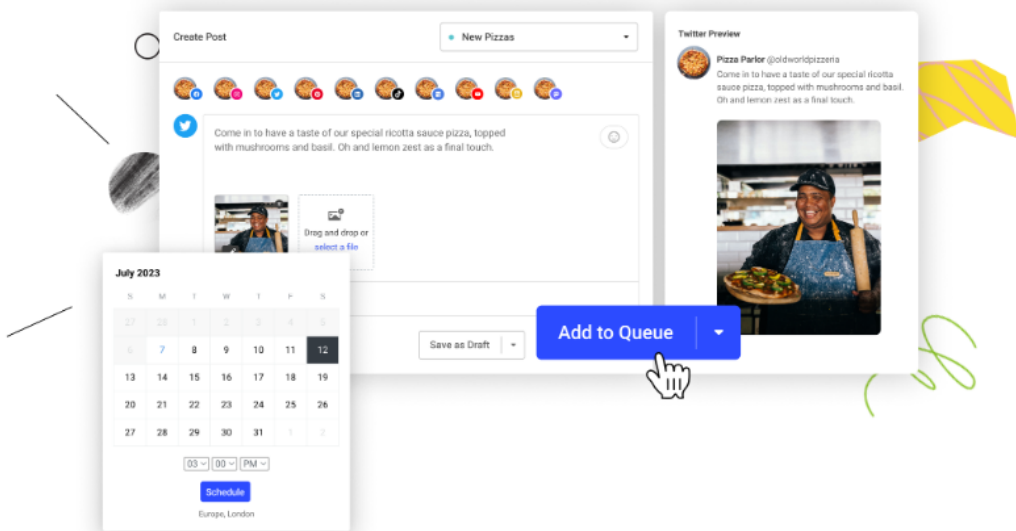 Create Post
New Pizzas
Come in to have a taste of our special ricotta sauce pizza, topped
with mushrooms and basil. Oh and lemon zest as a final touch.
Drag and drop or
select a file
Save as Draft
Add to Queue
Twitter Preview
Pizza Parlor @oldworldpizzeria
Come in to have a taste of our special ricotta
sauce pizza, topped with mushrooms and basil.
Oh and lemon zest as a final touch.
July 2023
S M T W T F S
27 28 1 2 3 4 5
6 7 8 9 10 11 12
13 14 15 16 17 18 19
20 21 22 23 24 25 26
27 28 29 30 31 1 2
03 00 PM
Schedule
Europe, London